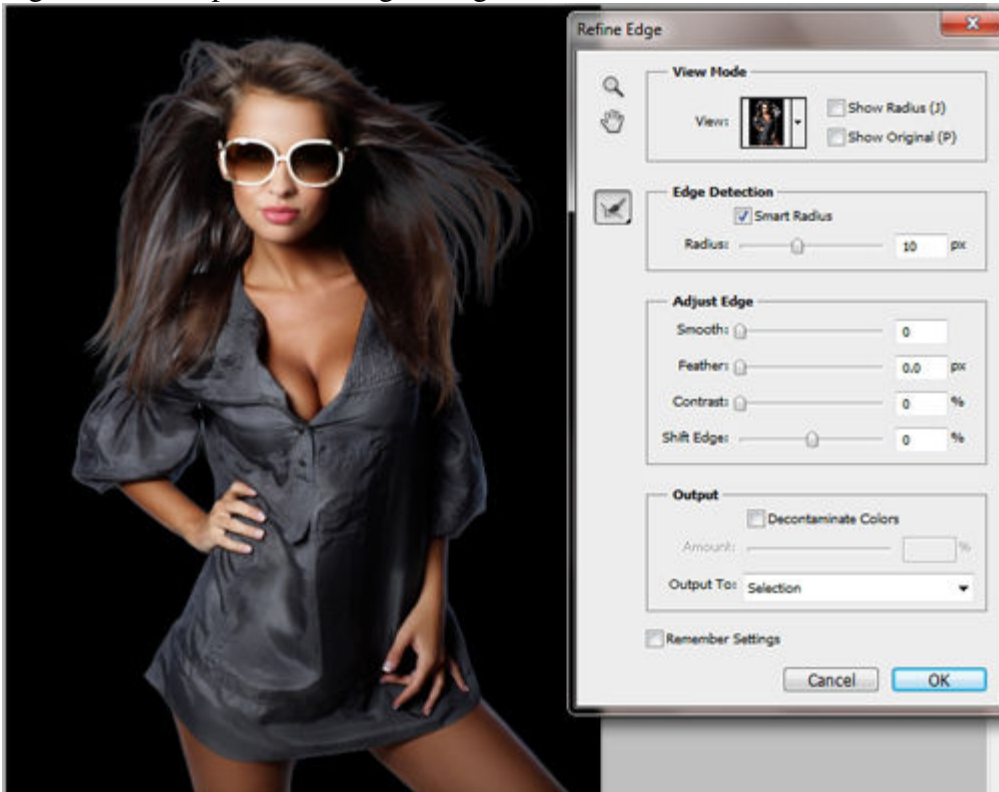 Refine Edge
View Mode
View:
Show Radius (J)
Show Original (P)
Edge Detection
Smart Radius
Radius: 10 px
Adjust Edge
Smooth: 0
Feather: 0.0 px
Contrast: 0 %
Shift Edge: 0 %
Output
Decontaminate Colors
Amount: %
Output To: Selection
Remember Settings
Cancel OK